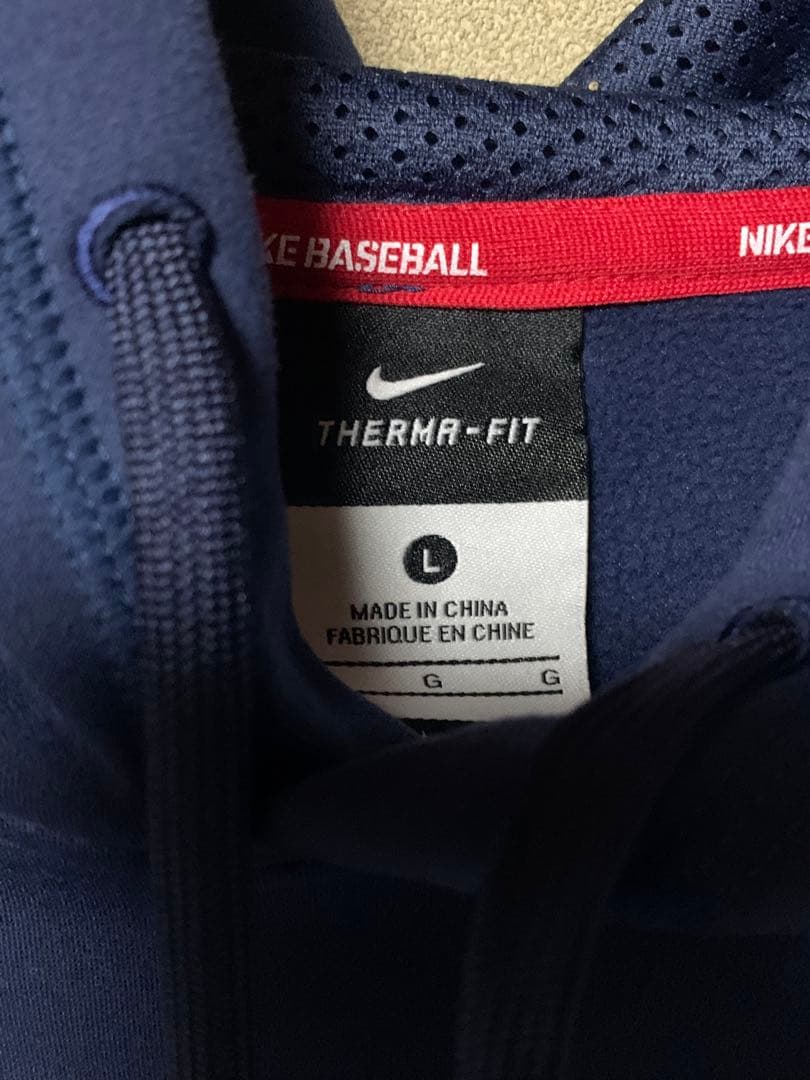 KE BASEBALL NIKE
THERMA-FIT
L
MADE IN CHINA
FABRIQUE EN CHINE
G G